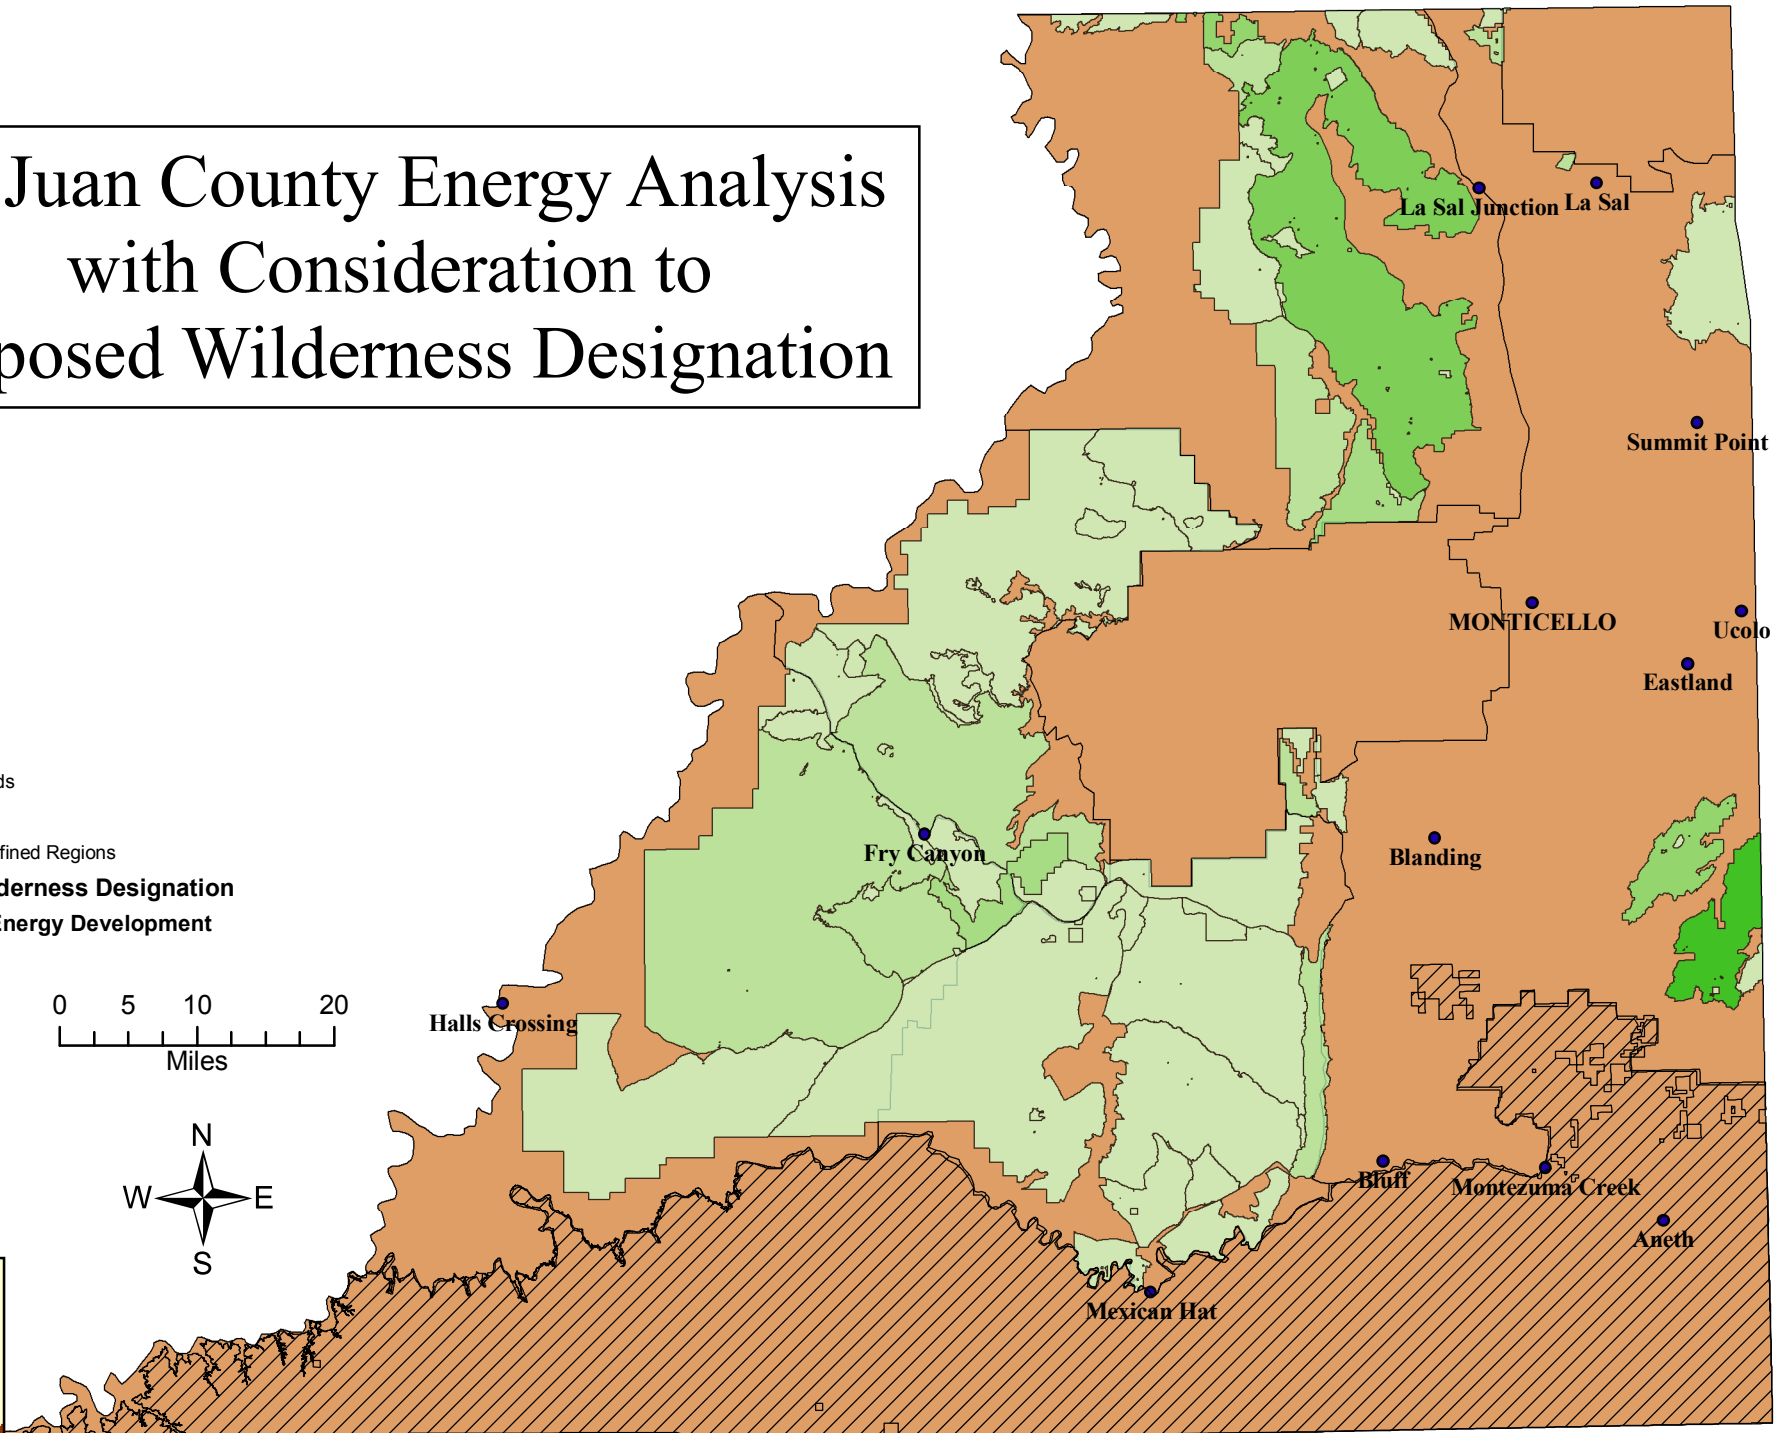 Juan County Energy Analysis
with Consideration to
posed Wilderness Designation
La Sal Junction
La Sal
Summit Point
MONTICELLO
Ucolo
Eastland
ds
fined Regions
derness Designation
Energy Development
Fry Canyon
Blanding
0 5 10 20
Miles
Halls Crossing
N
W E
S
Bluff
Montezuma Creek
Aneth
Mexican Hat